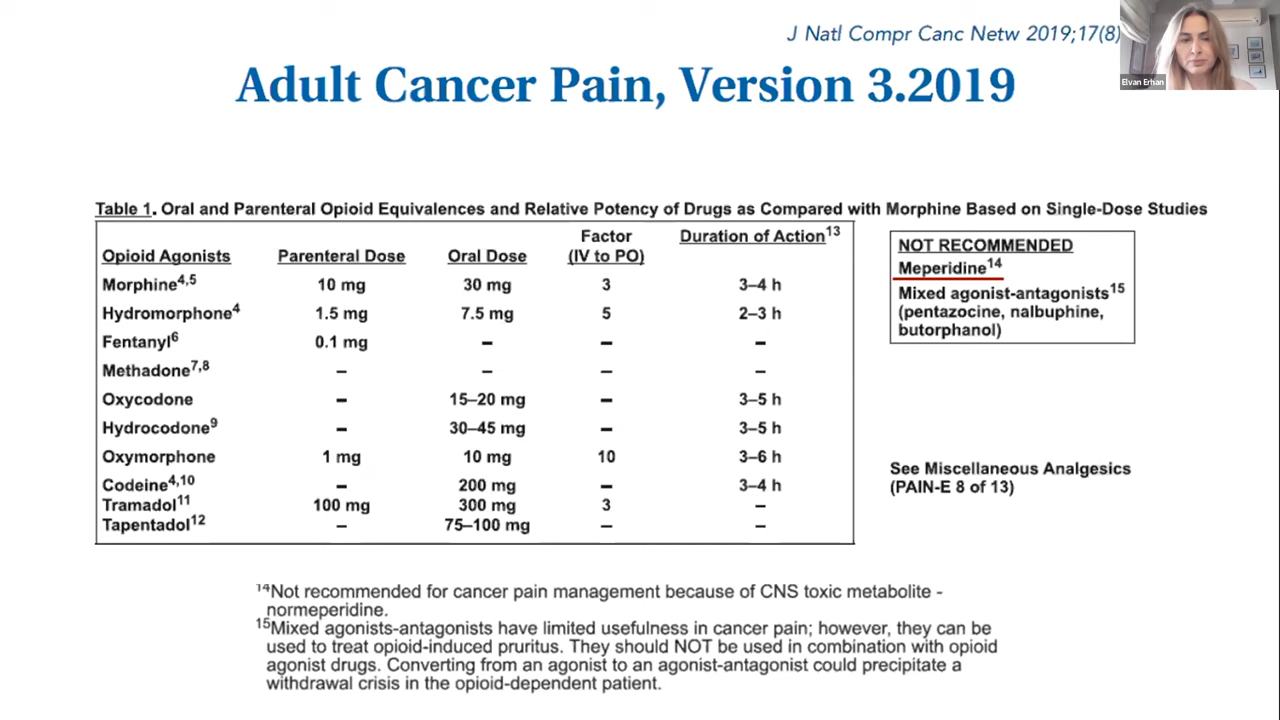 J Natl Compr Canc Netw 2019;17(8)
Elvan Erhan
Adult Cancer Pain, Version 3.2019
Table 1. Oral and Parenteral Opioid Equivalences and Relative Potency of Drugs as Compared with Morphine Based on Single-Dose Studies
Opioid Agonists Parenteral Dose Oral Dose Factor (IV to PO) Duration of Action13
Morphine4,5 10 mg 30 mg 3 3–4 h
Hydromorphone4 1.5 mg 7.5 mg 5 2–3 h
Fentanyl6 0.1 mg – – –
Methadone7,8 – – – –
Oxycodone – 15–20 mg – 3–5 h
Hydrocodone9 – 30–45 mg – 3–5 h
Oxymorphone 1 mg 10 mg 10 3–6 h
Codeine4,10 – 200 mg – 3–4 h
Tramadol11 100 mg 300 mg 3 –
Tapentadol12 – 75–100 mg – –
NOT RECOMMENDED
Meperidine14
Mixed agonist-antagonists15
(pentazocine, nalbuphine,
butorphanol)
See Miscellaneous Analgesics
(PAIN-E 8 of 13)
14Not recommended for cancer pain management because of CNS toxic metabolite -
normeperidine.
15Mixed agonists-antagonists have limited usefulness in cancer pain; however, they can be
used to treat opioid-induced pruritus. They should NOT be used in combination with opioid
agonist drugs. Converting from an agonist to an agonist-antagonist could precipitate a
withdrawal crisis in the opioid-dependent patient.